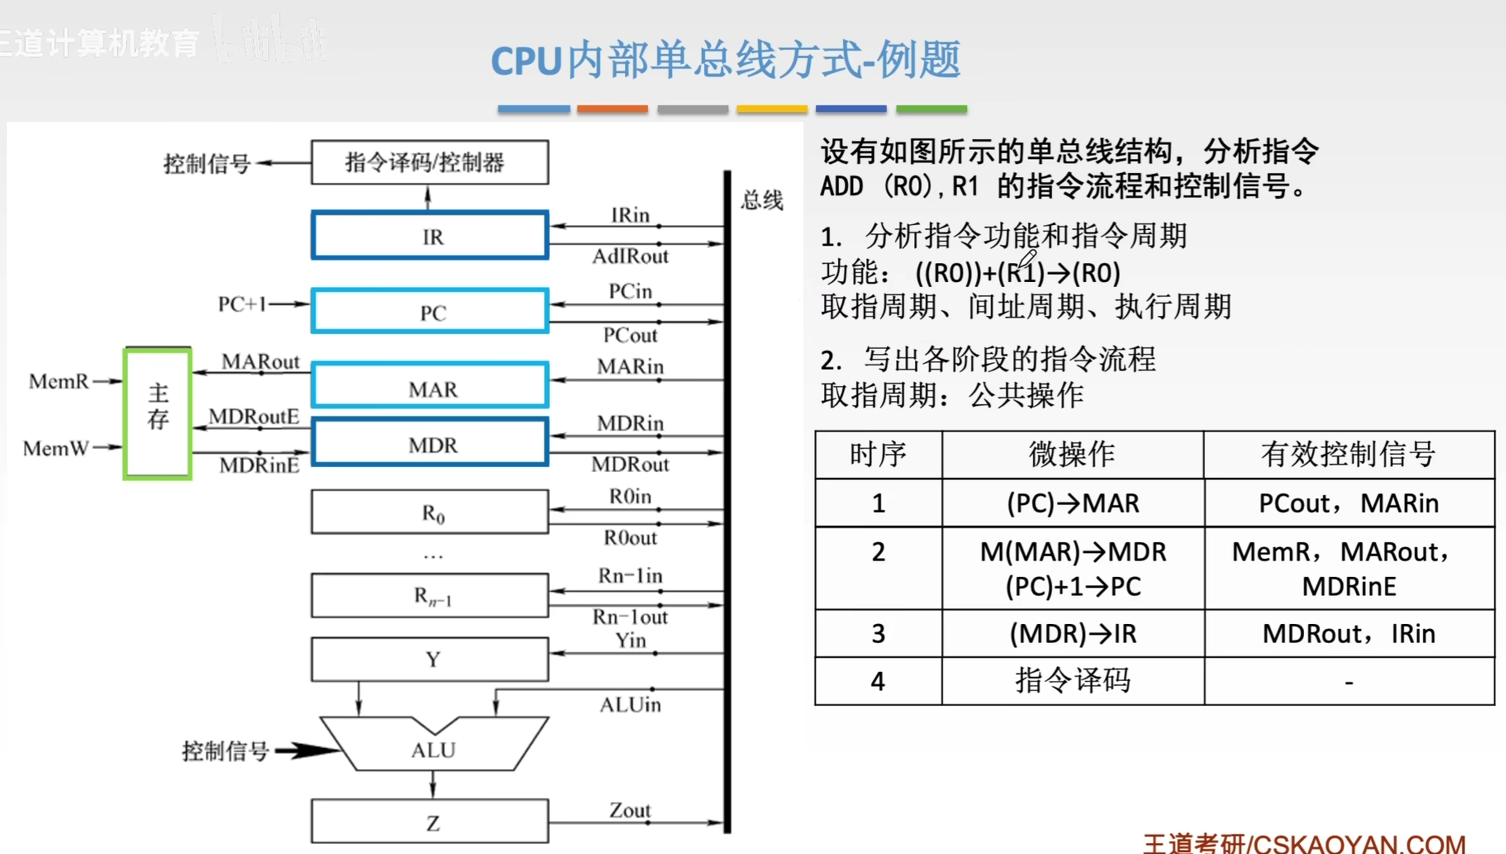 王道计算机教育
CPU内部单总线方式-例题
控制信号
指令译码/控制器
总线
IRin
IR
AdIRout
PC+1
PCin
PC
PCout
MARout
MARin
MemR
主存
MAR
MDRoutE
MDRin
MemW
MDR
MDRinE
MDRout
R0in
R0
R0out
…
Rn-1in
Rn-1
Rn-1out
Yin
Y
ALUin
控制信号
ALU
Zout
Z
设有如图所示的单总线结构，分析指令
ADD (R0),R1 的指令流程和控制信号。
1. 分析指令功能和指令周期
功能： ((R0))+(R1)→(R0)
取指周期、间址周期、执行周期
2. 写出各阶段的指令流程
取指周期：公共操作
时序 微操作 有效控制信号
1 (PC)→MAR PCout，MARin
2 M(MAR)→MDR MemR，MARout，
(PC)+1→PC MDRinE
3 (MDR)→IR MDRout，IRin
4 指令译码 -
王道考研/CSKAOYAN.COM